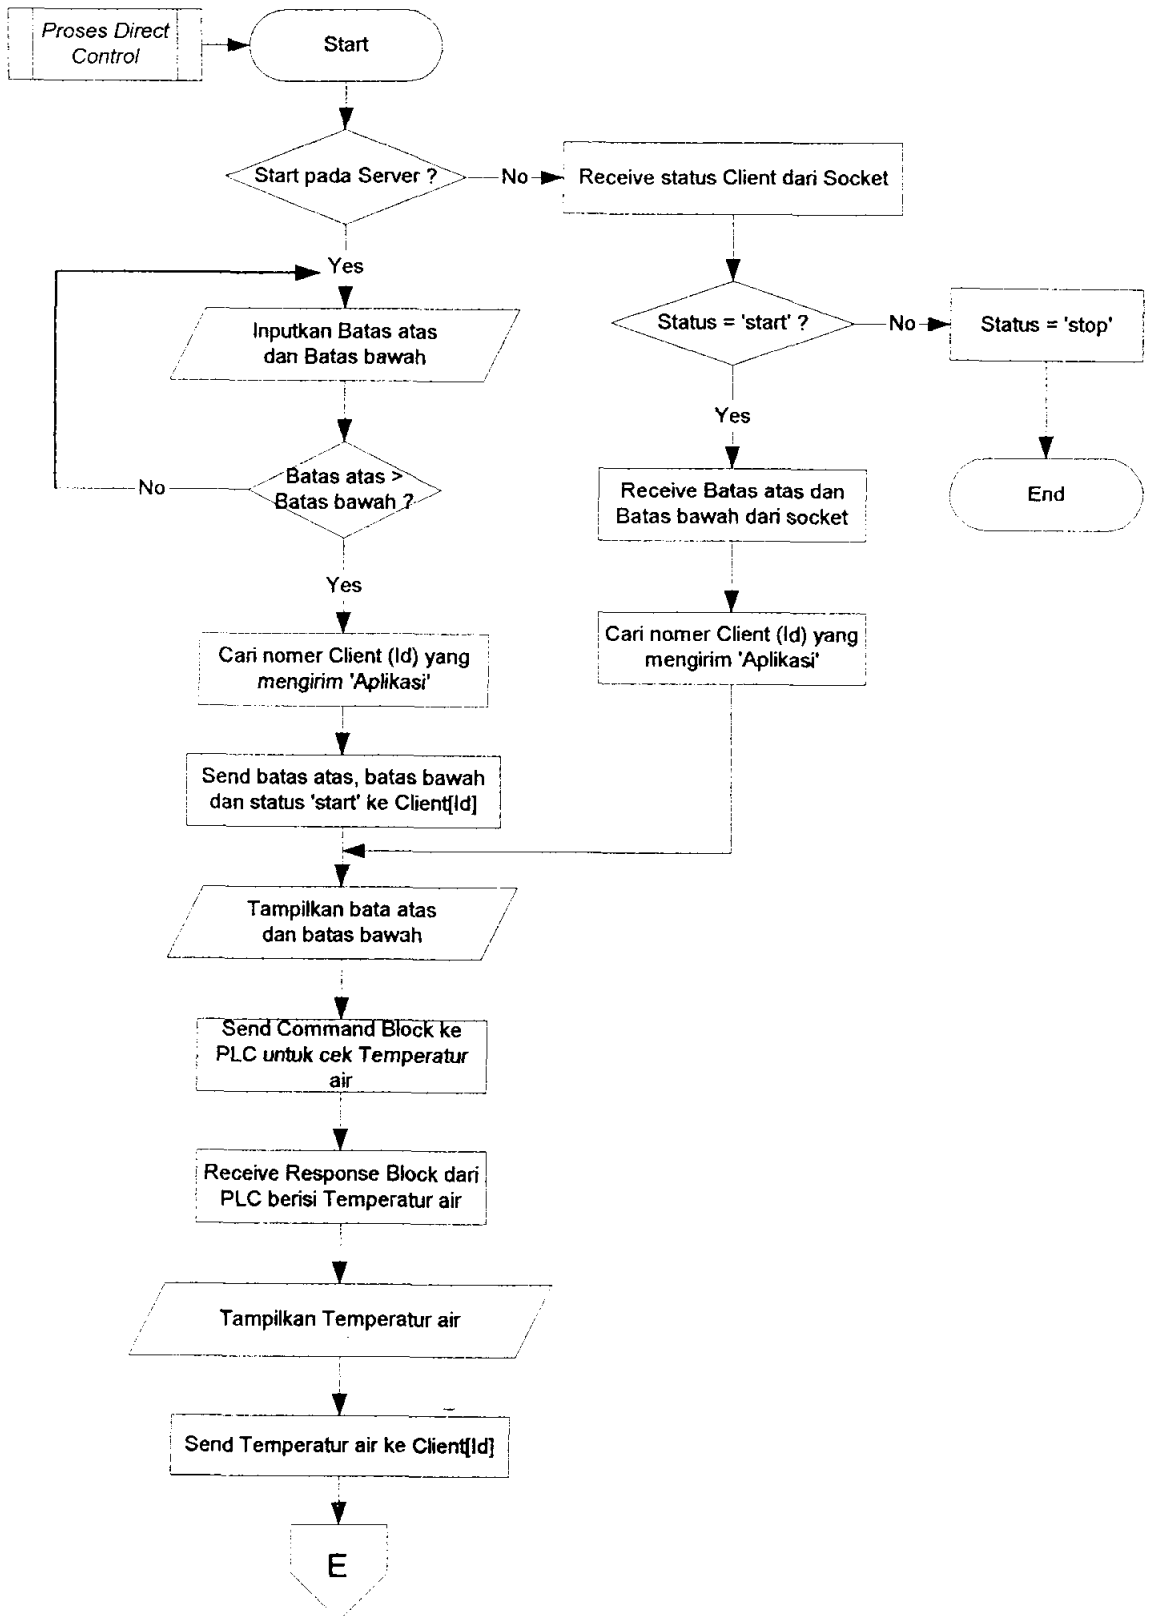 Proses Direct
Control
Start
Start pada Server ?
No
Receive status Client dari Socket
Yes
Inputkan Batas atas
dan Batas bawah
Status = 'start' ?
No
Status = 'stop'
Yes
Batas atas >
Batas bawah ?
No
Receive Batas atas dan
Batas bawah dari socket
End
Yes
Cari nomer Client (Id) yang
mengirim 'Aplikasi'
Cari nomer Client (Id) yang
mengirim 'Aplikasi'
Send batas atas, batas bawah
dan status 'start' ke Client[Id]
Tampilkan bata atas
dan batas bawah
Send Command Block ke
PLC untuk cek Temperatur
air
Receive Response Block dari
PLC berisi Temperatur air
Tampilkan Temperatur air
Send Temperatur air ke Client[Id]
E